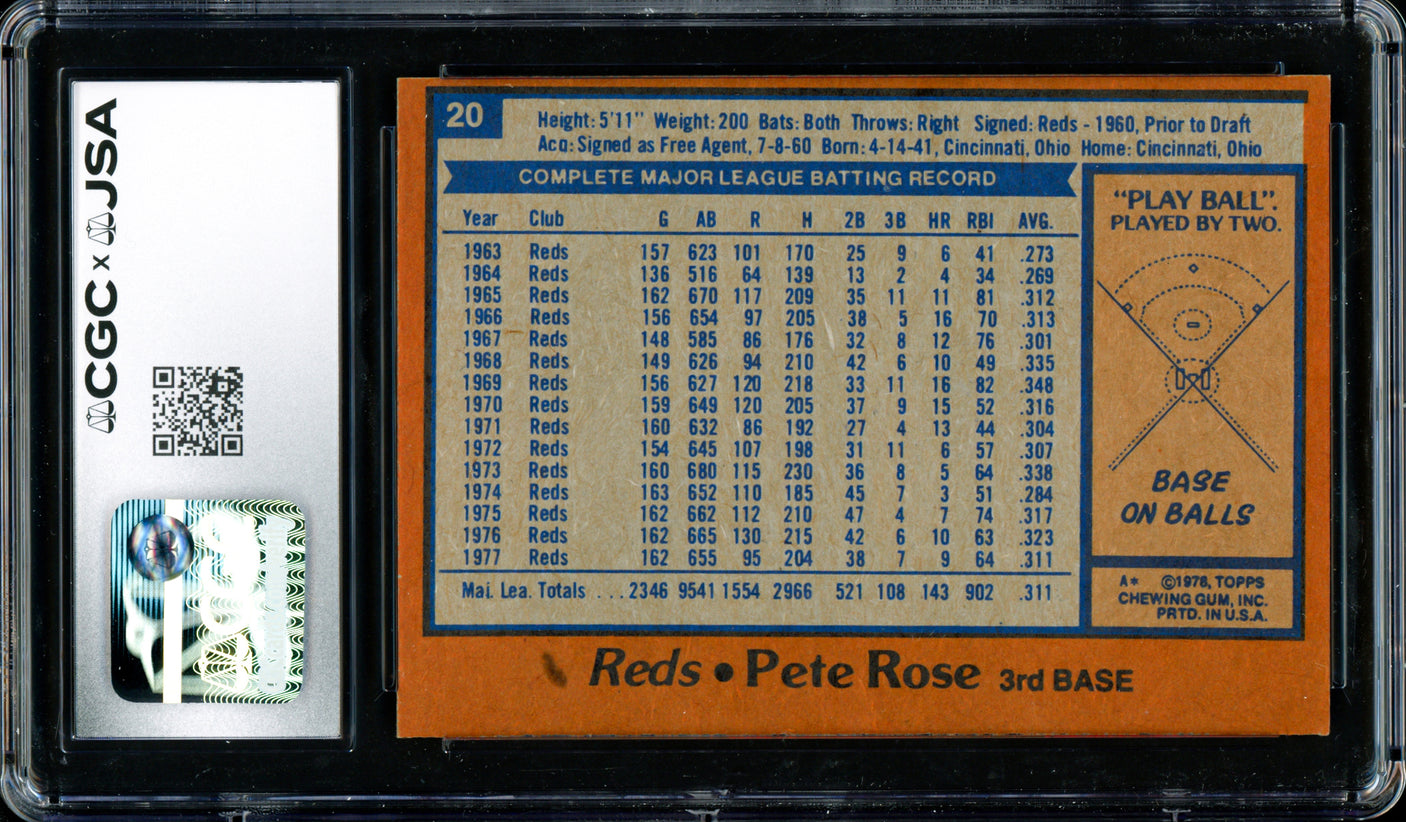 CGC x JSA
20
Height: 5'11" Weight: 200 Bats: Both Throws: Right Signed: Reds - 1960, Prior to Draft
Acq: Signed as Free Agent, 7-8-60 Born: 4-14-41, Cincinnati, Ohio Home: Cincinnati, Ohio
COMPLETE MAJOR LEAGUE BATTING RECORD
Year Club G AB R H 2B 3B HR RBI AVG.
1963 Reds 157 623 101 170 25 9 6 41 .273
1964 Reds 136 516 64 139 13 2 4 34 .269
1965 Reds 162 670 117 209 35 11 11 81 .312
1966 Reds 156 654 97 205 38 5 16 70 .313
1967 Reds 148 585 86 176 32 8 12 76 .301
1968 Reds 149 626 94 210 42 6 10 49 .335
1969 Reds 156 627 120 218 33 11 16 82 .348
1970 Reds 159 649 120 205 37 9 15 52 .316
1971 Reds 160 632 86 192 27 4 13 44 .304
1972 Reds 154 645 107 198 31 11 6 57 .307
1973 Reds 160 680 115 230 36 8 5 64 .338
1974 Reds 163 652 110 185 45 7 3 51 .284
1975 Reds 162 662 112 210 47 4 7 74 .317
1976 Reds 162 665 130 215 42 6 10 63 .323
1977 Reds 162 655 95 204 38 7 9 64 .311
Maj. Lea. Totals ... 2346 9541 1554 2966 521 108 143 902 .311
"PLAY BALL".
PLAYED BY TWO.
BASE
ON BALLS
A* ©1978, TOPPS
CHEWING GUM, INC.
PRTD. IN U.S.A.
Reds • Pete Rose 3rd BASE